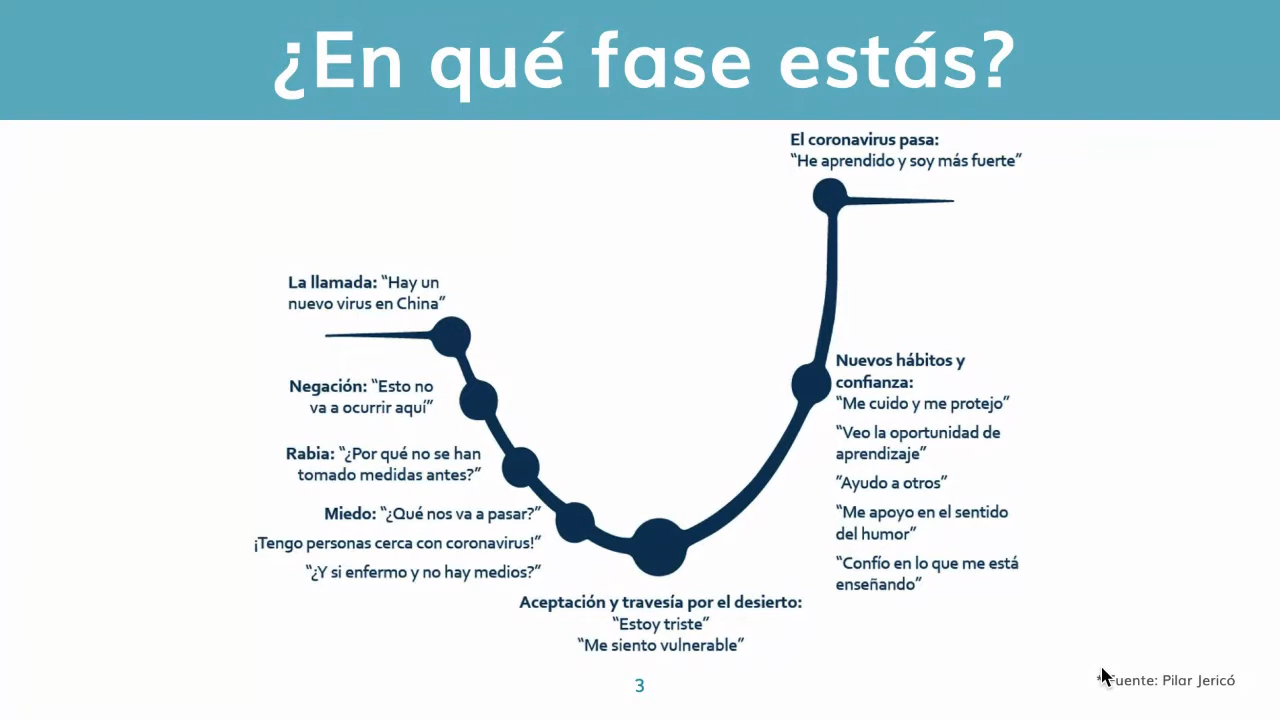 ¿En qué fase estás?
El coronavirus pasa:
“He aprendido y soy más fuerte”
La llamada: “Hay un
nuevo virus en China”
Negación: “Esto no
va a ocurrir aquí”
Rabia: “¿Por qué no se han
tomado medidas antes?”
Miedo: “¿Qué nos va a pasar?”
¡Tengo personas cerca con coronavirus!”
“¿Y si enfermo y no hay medios?”
Aceptación y travesía por el desierto:
“Estoy triste”
“Me siento vulnerable”
Nuevos hábitos y
confianza:
“Me cuido y me protejo”
“Veo la oportunidad de
aprendizaje”
“Ayudo a otros”
“Me apoyo en el sentido
del humor”
“Confío en lo que me está
enseñando”
3
*Fuente: Pilar Jericó